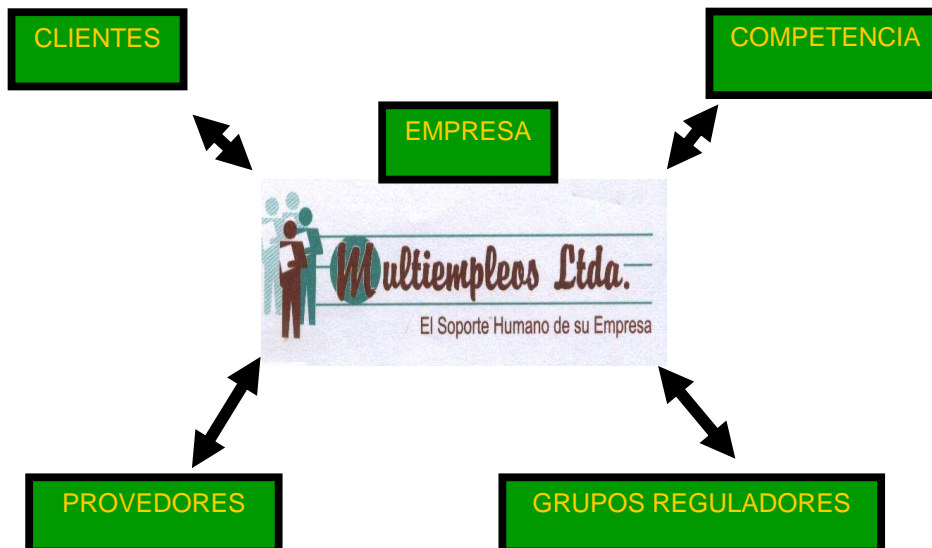 CLIENTES
COMPETENCIA
EMPRESA
Multiempleos Ltda.
El Soporte Humano de su Empresa
PROVEDORES
GRUPOS REGULADORES